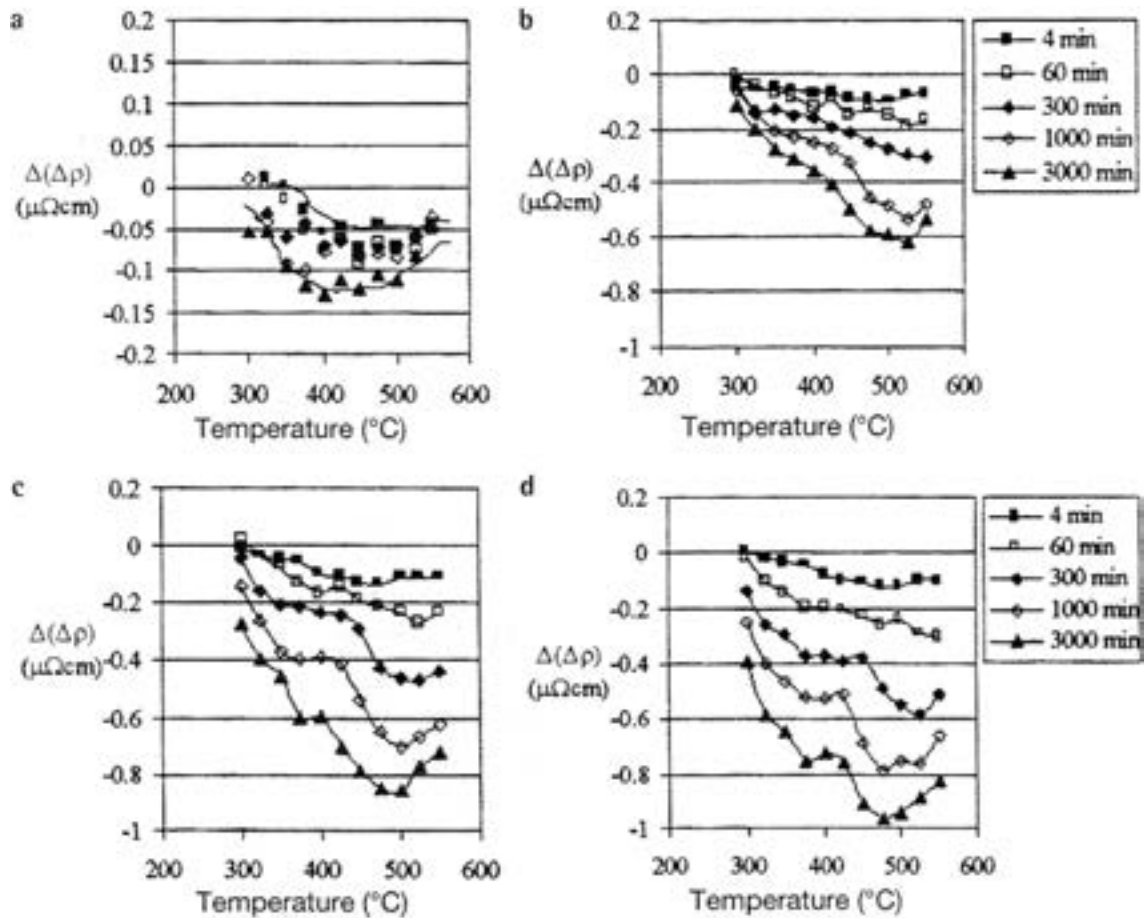 a
0.2
0.15
0.1
0.05
0
-0.05
-0.1
-0.15
-0.2
Δ(Δρ)
(μΩcm)
200 300 400 500 600
Temperature (°C)
b
0.2
0
-0.2
-0.4
-0.6
-0.8
-1
Δ(Δρ)
(μΩcm)
200 300 400 500 600
Temperature (°C)
4 min
60 min
300 min
1000 min
3000 min
c
0.2
0
-0.2
-0.4
-0.6
-0.8
-1
Δ(Δρ)
(μΩcm)
200 300 400 500 600
Temperature (°C)
d
0.2
0
-0.2
-0.4
-0.6
-0.8
-1
Δ(Δρ)
(μΩcm)
200 300 400 500 600
Temperature (°C)
4 min
60 min
300 min
1000 min
3000 min